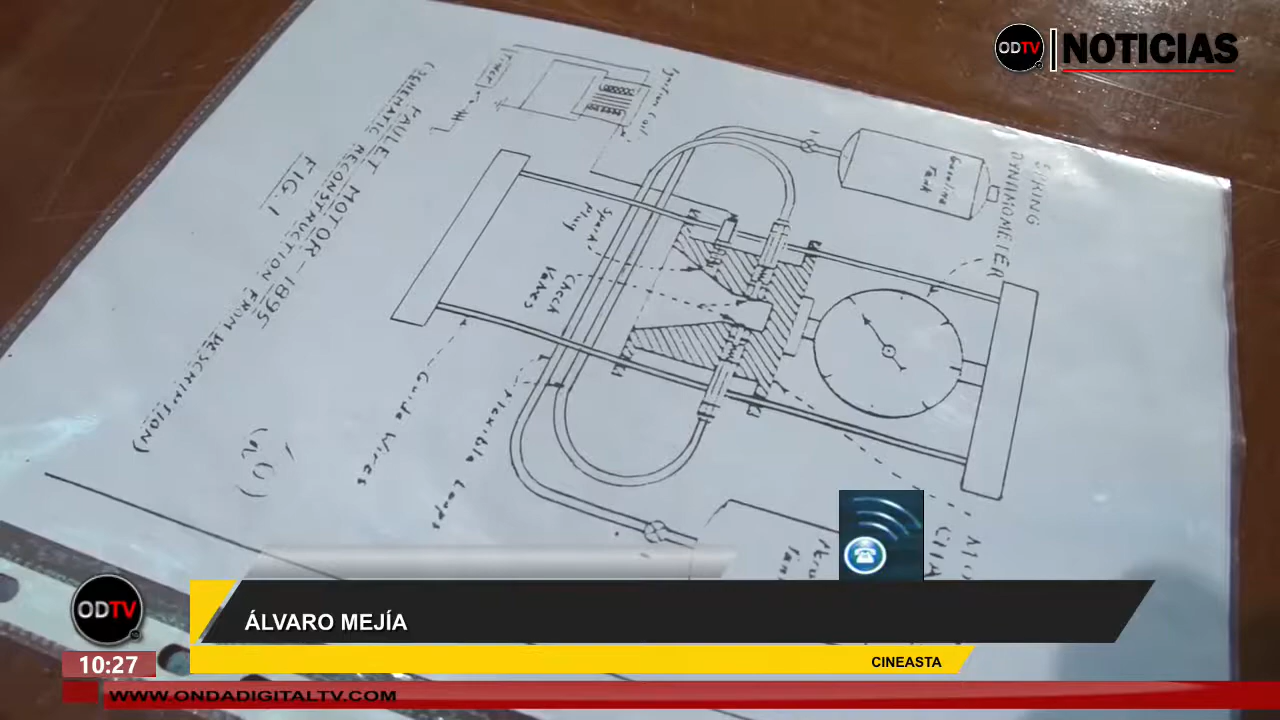 ODTV
NOTICIAS
SPRING
DYNAMOMETER
Gasoline
Tank
Ignition Coil
Timer
Spark
Plug
Check
Valves
Guide Wires
Flexible Loops
PAULET MOTOR - 1895
(SCHEMATIC RECONSTRUCTION FROM DESCRIPTION)
FIG. 1
ODTV
10:27
ÁLVARO MEJÍA
CINEASTA
WWW.ONDADIGITALTV.COM